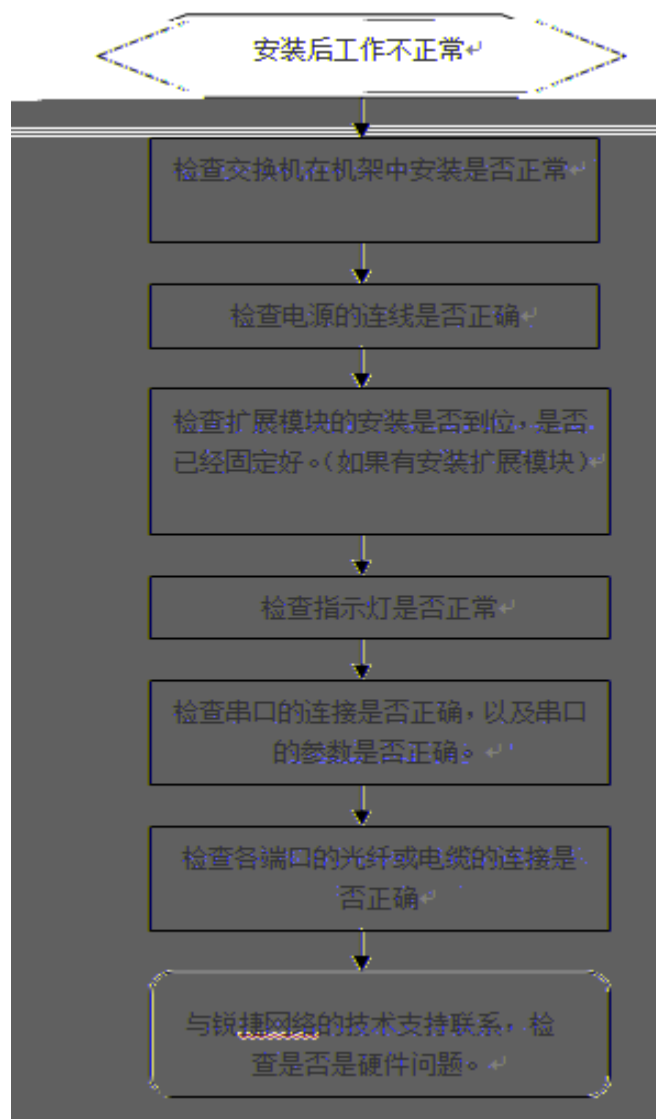 安装后工作不正常
检查交换机在机架中安装是否正常
检查电源的连线是否正确
检查扩展模块的安装是否到位，是否
已经固定好。（如果有安装扩展模块）
检查指示灯是否正常
检查串口的连接是否正确，以及串口
的参数是否正确。
检查各端口的光纤或电缆的连接是
否正确
与锐捷网络的技术支持联系，检
查是否是硬件问题。